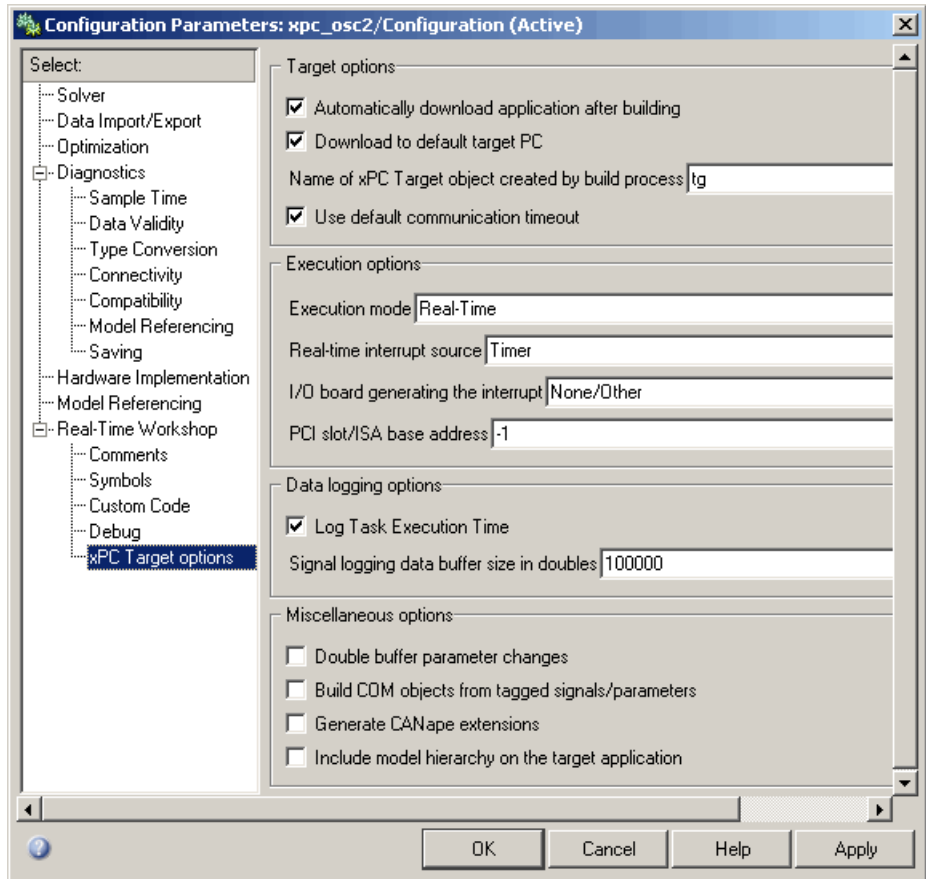 Configuration Parameters: xpc_osc2/Configuration (Active)
Select:
Solver
Data Import/Export
Optimization
Diagnostics
Sample Time
Data Validity
Type Conversion
Connectivity
Compatibility
Model Referencing
Saving
Hardware Implementation
Model Referencing
Real-Time Workshop
Comments
Symbols
Custom Code
Debug
xPC Target options
Target options
Automatically download application after building
Download to default target PC
Name of xPC Target object created by build process tg
Use default communication timeout
Execution options
Execution mode Real-Time
Real-time interrupt source Timer
I/O board generating the interrupt None/Other
PCI slot/ISA base address -1
Data logging options
Log Task Execution Time
Signal logging data buffer size in doubles 100000
Miscellaneous options
Double buffer parameter changes
Build COM objects from tagged signals/parameters
Generate CANape extensions
Include model hierarchy on the target application
OK Cancel Help Apply